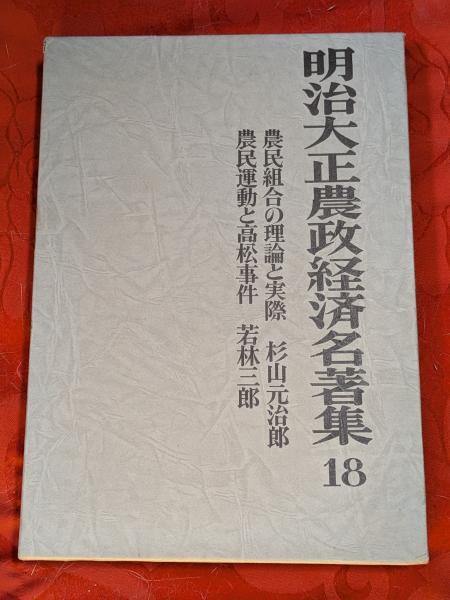 明治大正農政経済名著集18
農民組合の理論と実際 杉山元治郎
農民運動と高松事件 若林三郎